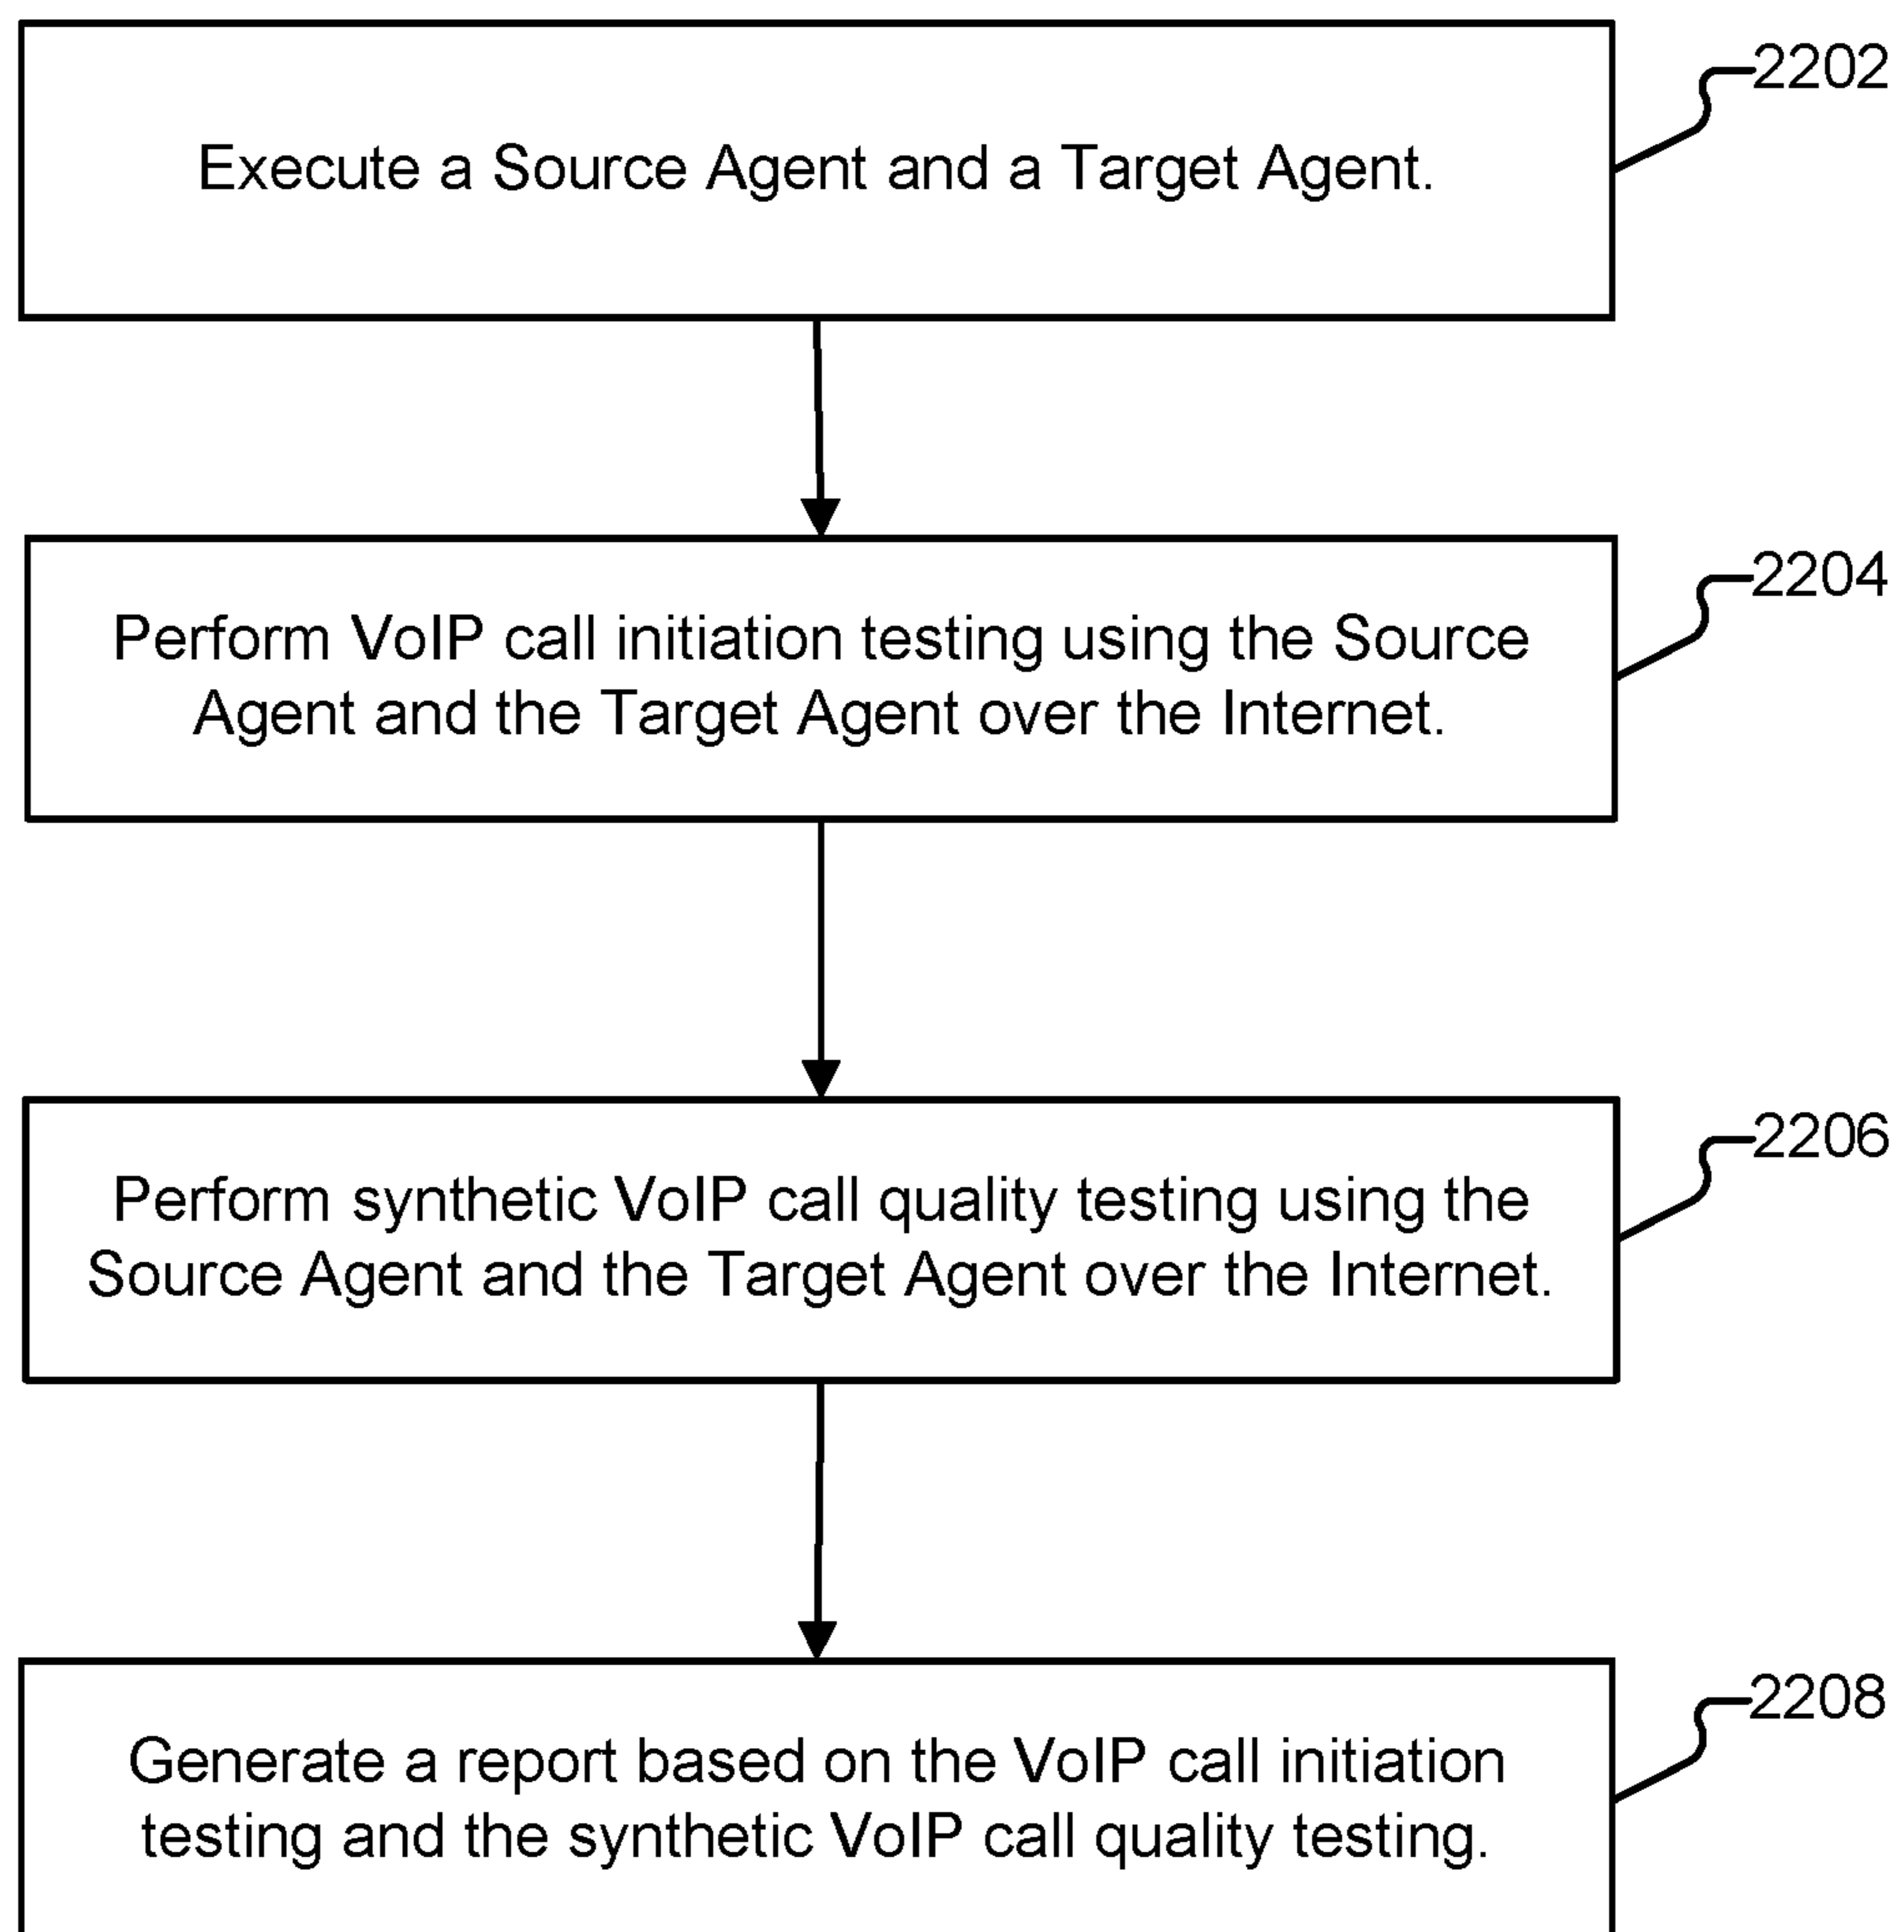 2202
Execute a Source Agent and a Target Agent.
2204
Perform VoIP call initiation testing using the Source
Agent and the Target Agent over the Internet.
2206
Perform synthetic VoIP call quality testing using the
Source Agent and the Target Agent over the Internet.
2208
Generate a report based on the VoIP call initiation
testing and the synthetic VoIP call quality testing.